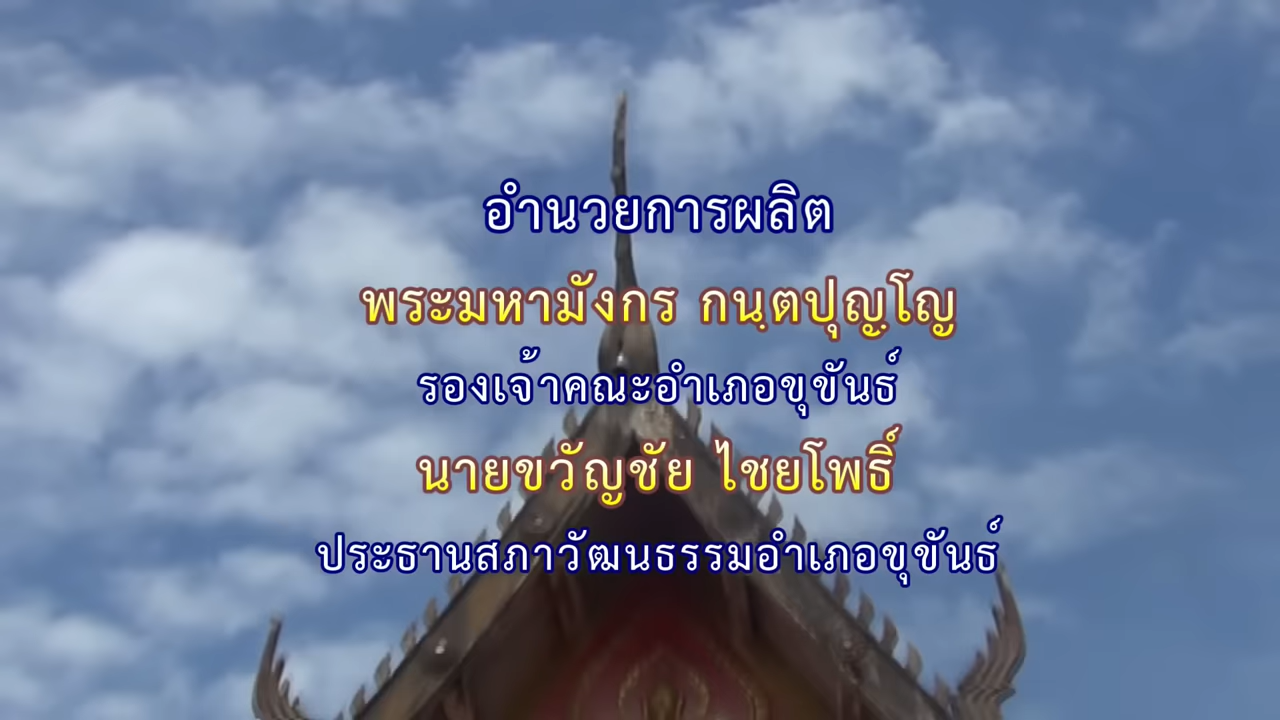 อำนวยการผลิต
พระมหามังกร กนฺตปุญฺโญ
รองเจ้าคณะอำเภอขุขันธ์
นายขวัญชัย ไชยโพธิ์
ประธานสภาวัฒนธรรมอำเภอขุขันธ์